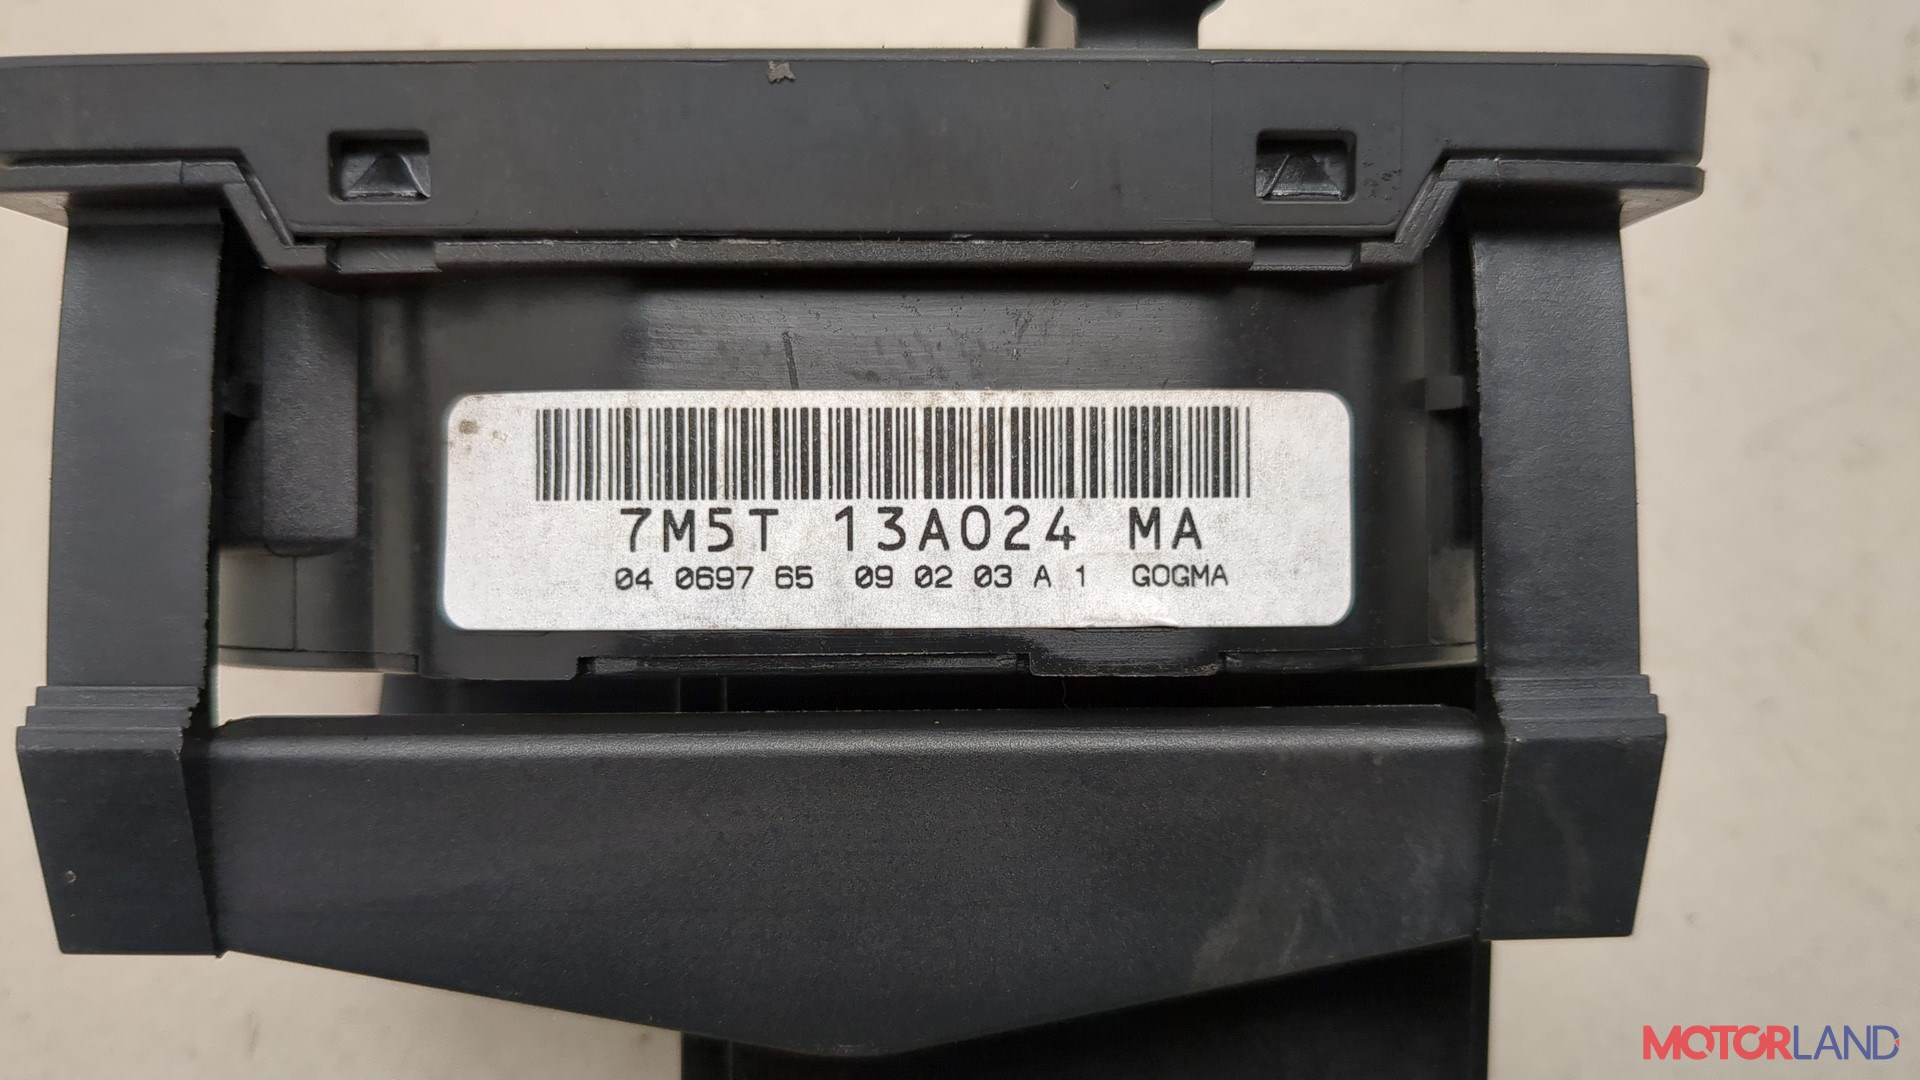 7M5T 13A024 MA
04 0697 65 09 02 03 A 1 GOGMA
MOTORLAND